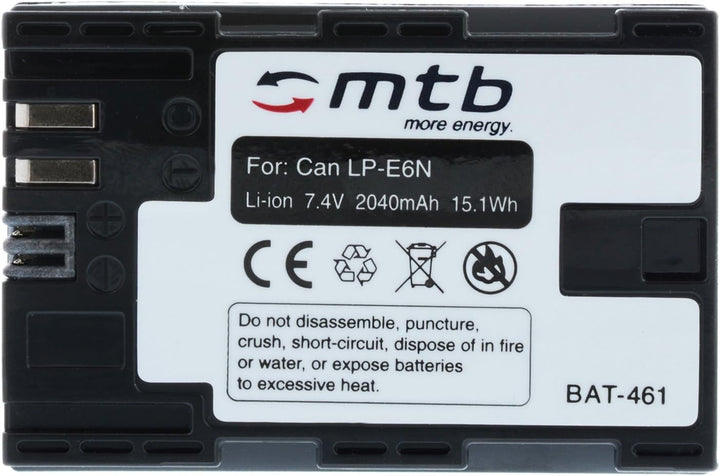 mtb
more energy.
For: Can LP-E6N
Li-ion 7.4V 2040mAh 15.1Wh
CE
Do not disassemble, puncture,
crush, short-circuit, dispose of in fire
or water, or expose batteries
to excessive heat.
BAT-461
C